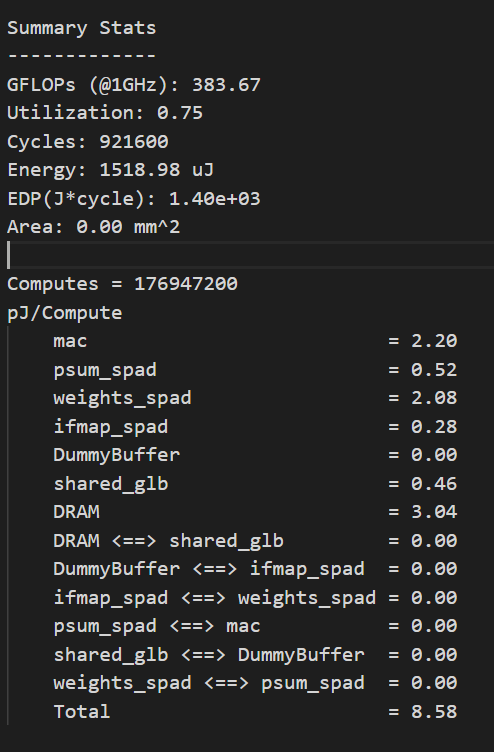 Summary Stats
-------------
GFLOPs (@1GHz): 383.67
Utilization: 0.75
Cycles: 921600
Energy: 1518.98 uJ
EDP(J*cycle): 1.40e+03
Area: 0.00 mm^2

Computes = 176947200
pJ/Compute
    mac                         = 2.20
    psum_spad                   = 0.52
    weights_spad                = 2.08
    ifmap_spad                  = 0.28
    DummyBuffer                 = 0.00
    shared_glb                  = 0.46
    DRAM                        = 3.04
    DRAM <==> shared_glb        = 0.00
    DummyBuffer <==> ifmap_spad = 0.00
    ifmap_spad <==> weights_spad = 0.00
    psum_spad <==> mac          = 0.00
    shared_glb <==> DummyBuffer = 0.00
    weights_spad <==> psum_spad = 0.00
    Total                       = 8.58